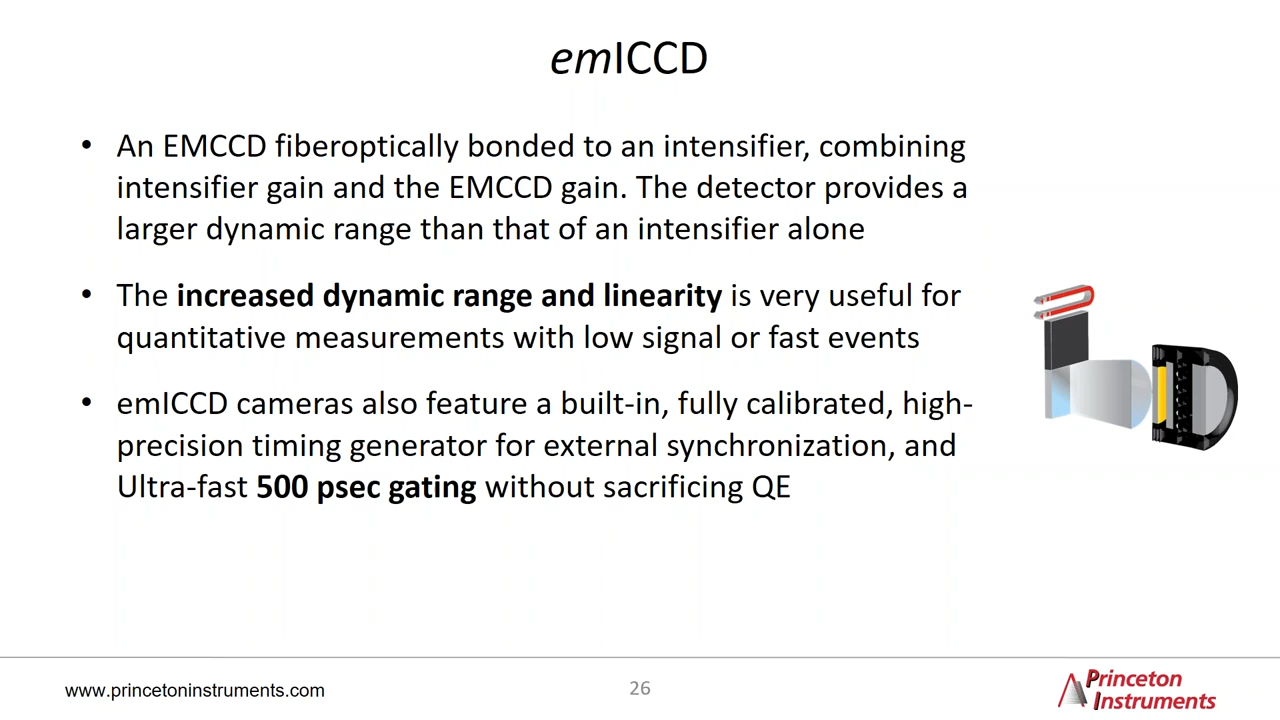 emICCD
• An EMCCD fiberoptically bonded to an intensifier, combining
intensifier gain and the EMCCD gain. The detector provides a
larger dynamic range than that of an intensifier alone
• The increased dynamic range and linearity is very useful for
quantitative measurements with low signal or fast events
• emICCD cameras also feature a built-in, fully calibrated, high-
precision timing generator for external synchronization, and
Ultra-fast 500 psec gating without sacrificing QE
www.princetoninstruments.com
26
Princeton
Instruments